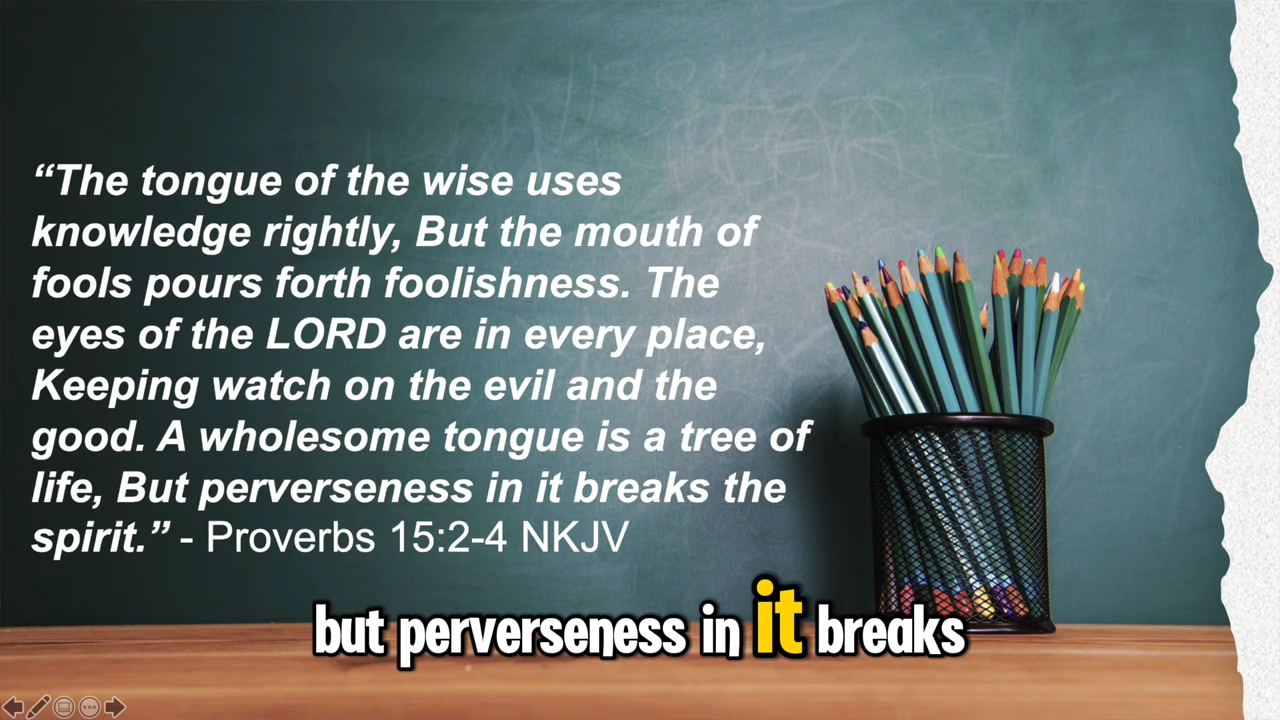 “The tongue of the wise uses
knowledge rightly, But the mouth of
fools pours forth foolishness. The
eyes of the LORD are in every place,
Keeping watch on the evil and the
good. A wholesome tongue is a tree of
life, But perverseness in it breaks the
spirit.” - Proverbs 15:2-4 NKJV
but perverseness in it breaks